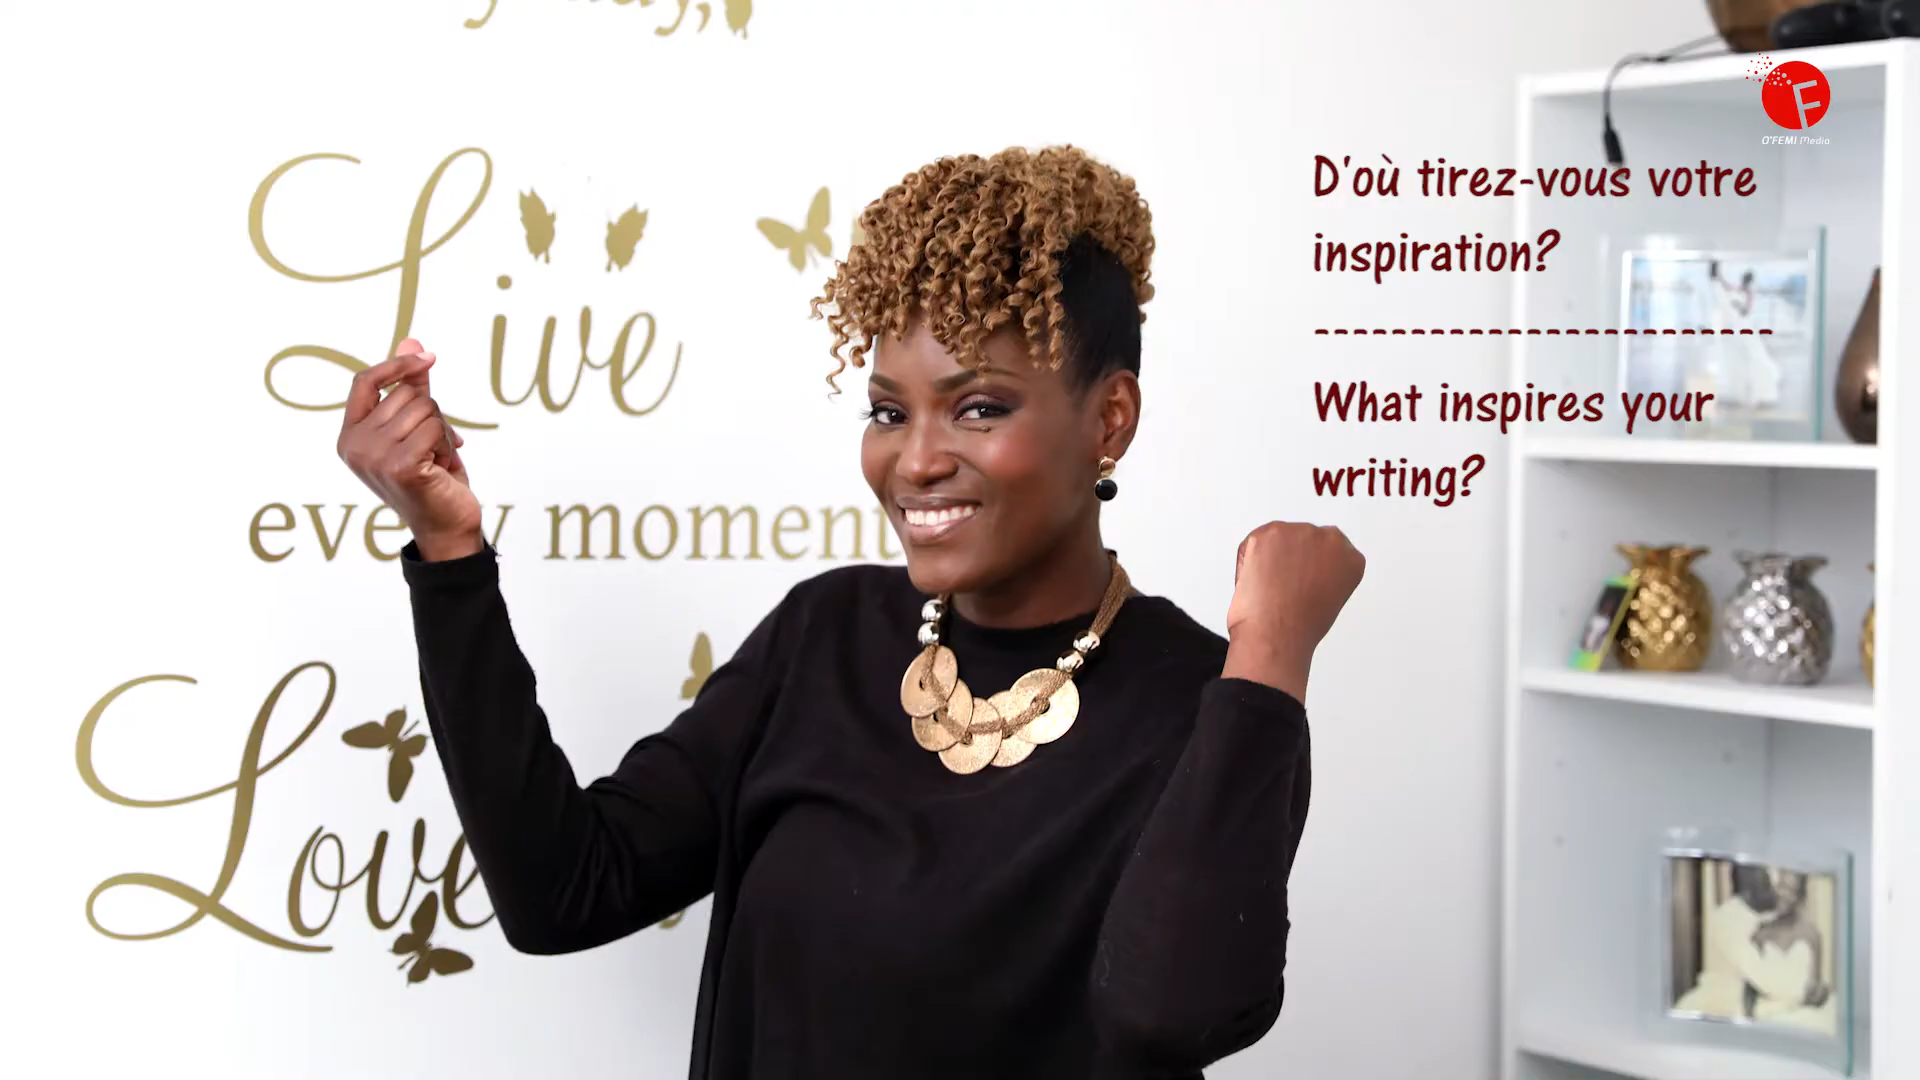 Live
every moment
Love
O'FEMI Media
D'où tirez-vous votre
inspiration?
------------------------
What inspires your
writing?